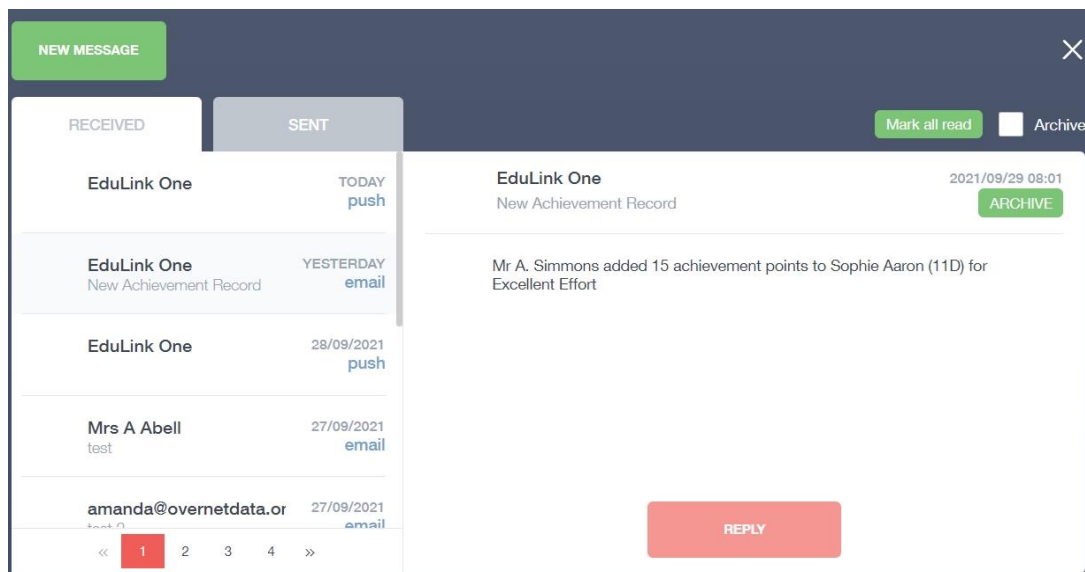 NEW MESSAGE
RECEIVED
SENT
Mark all read
Archive
EduLink One
TODAY
push
EduLink One
YESTERDAY
New Achievement Record
email
EduLink One
28/09/2021
push
Mrs A Abell
27/09/2021
test
email
amanda@overnetdata.or
27/09/2021
test 2
email
« 1 2 3 4 »
EduLink One
2021/09/29 08:01
New Achievement Record
ARCHIVE
Mr A. Simmons added 15 achievement points to Sophie Aaron (11D) for
Excellent Effort
REPLY